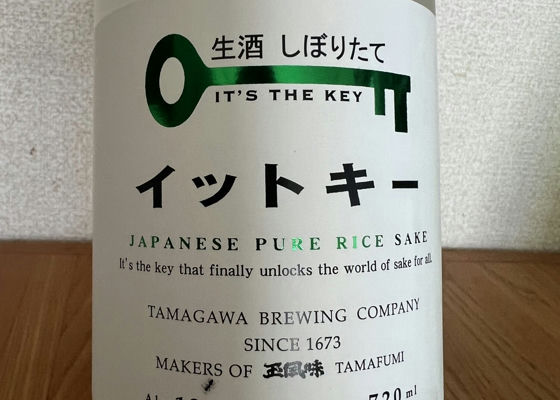 生酒 しぼりたて
IT'S THE KEY
イットキー
JAPANESE PURE RICE SAKE
It's the key that finally unlocks the world of sake for all.
TAMAGAWA BREWING COMPANY
SINCE 1673
MAKERS OF 玉風味 TAMAFUMI
720ml